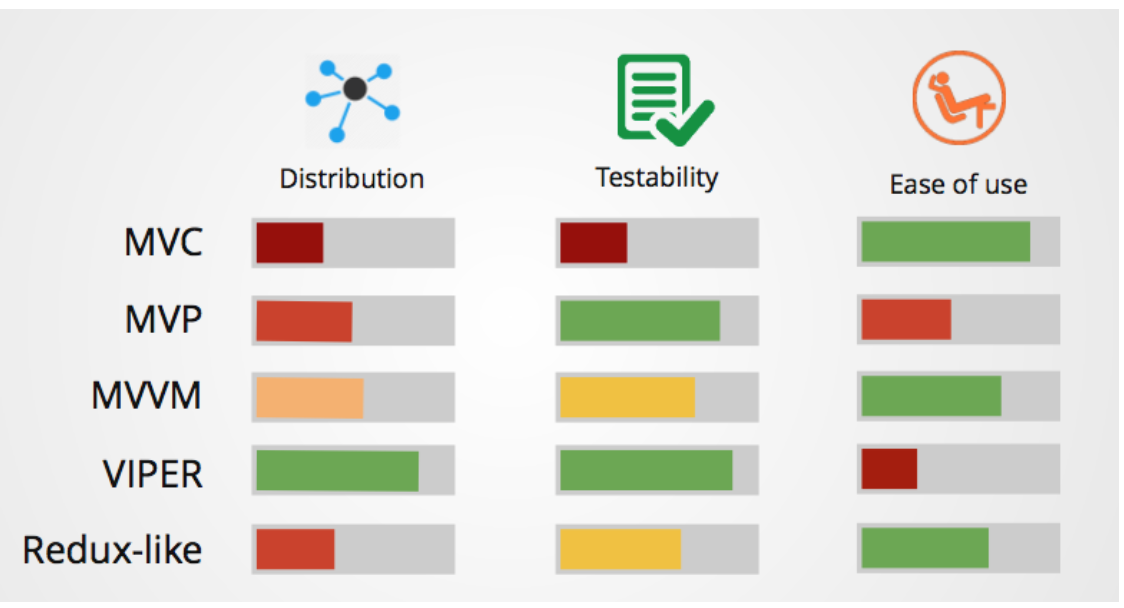 Distribution
Testability
Ease of use
MVC
MVP
MVVM
VIPER
Redux-like